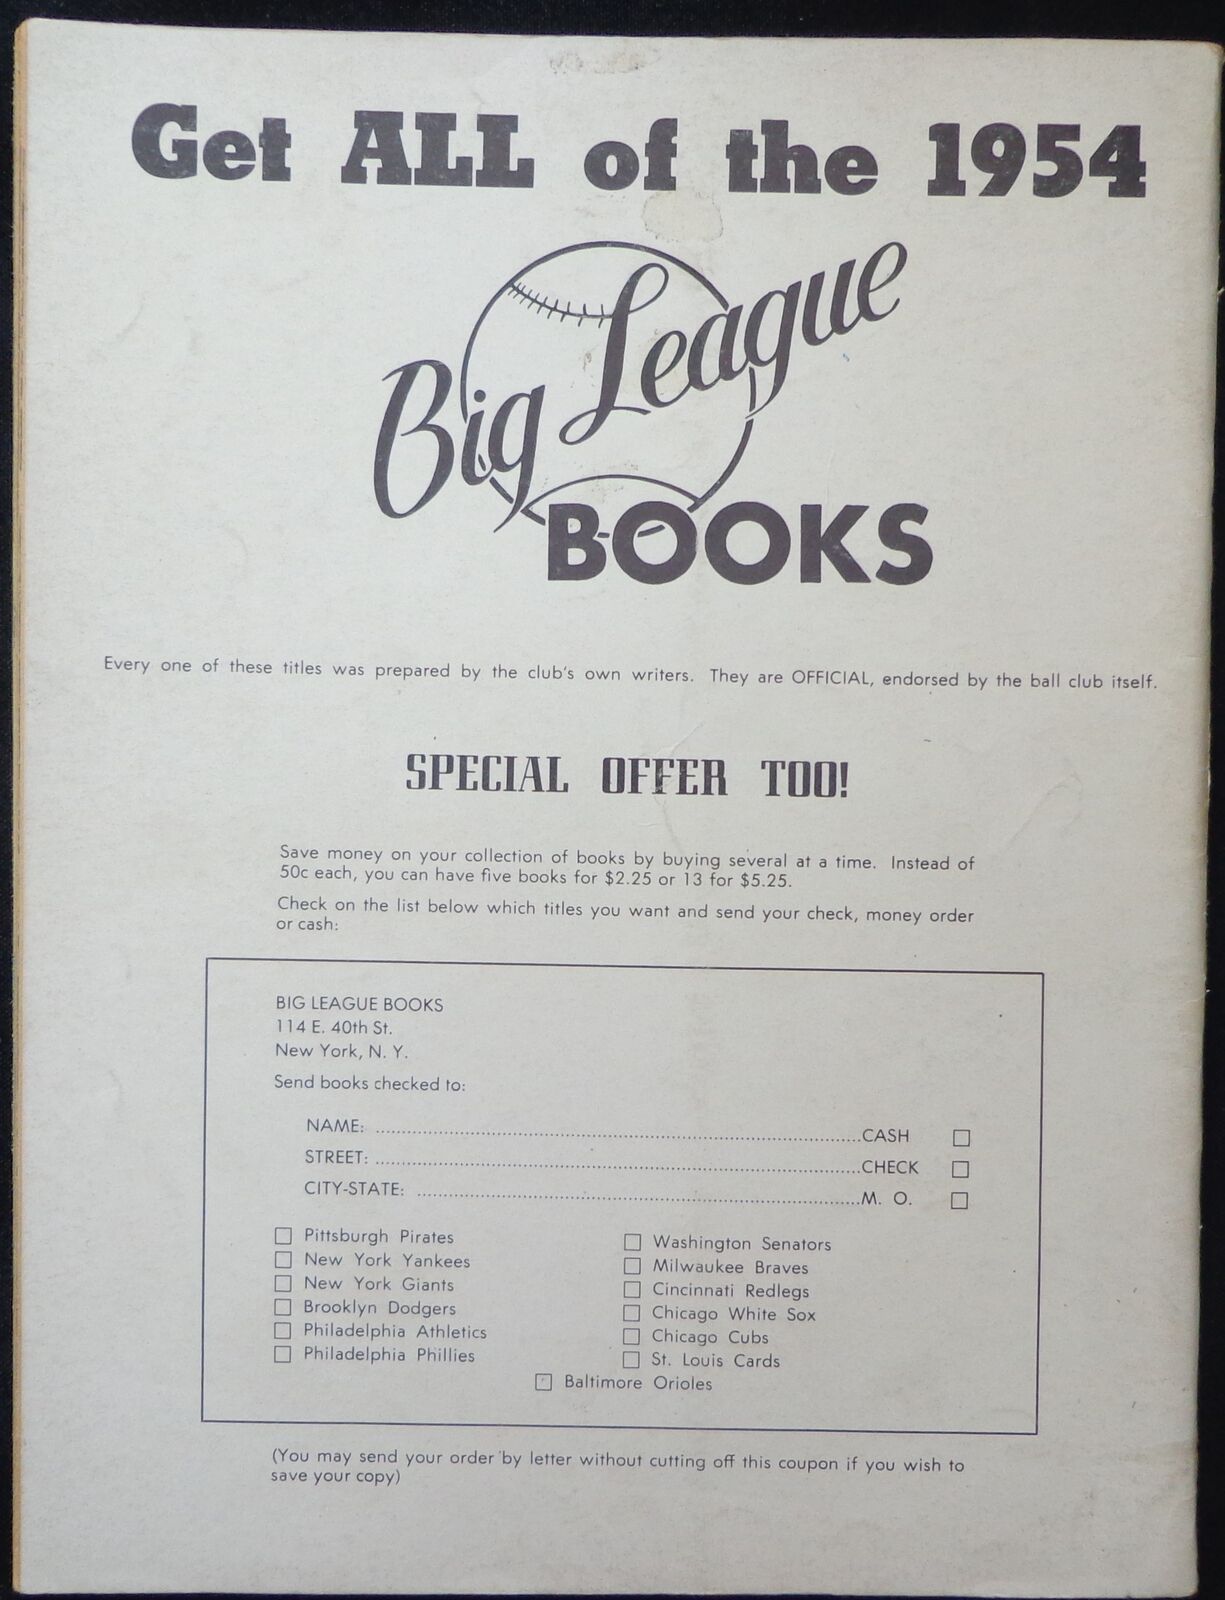 Get ALL of the 1954
Big League
BOOKS
Every one of these titles was prepared by the club's own writers. They are OFFICIAL, endorsed by the ball club itself.
SPECIAL OFFER TOO!
Save money on your collection of books by buying several at a time. Instead of
50c each, you can have five books for $2.25 or 13 for $5.25.
Check on the list below which titles you want and send your check, money order
or cash:
BIG LEAGUE BOOKS
114 E. 40th St.
New York, N. Y.
Send books checked to:
NAME: ........................................................................................CASH ☐
STREET: ........................................................................................CHECK ☐
CITY-STATE: ................................................................................M. O. ☐
☐ Pittsburgh Pirates
☐ New York Yankees
☐ New York Giants
☐ Brooklyn Dodgers
☐ Philadelphia Athletics
☐ Philadelphia Phillies
☐ Washington Senators
☐ Milwaukee Braves
☐ Cincinnati Redlegs
☐ Chicago White Sox
☐ Chicago Cubs
☐ St. Louis Cards
☐ Baltimore Orioles
(You may send your order by letter without cutting off this coupon if you wish to
save your copy)